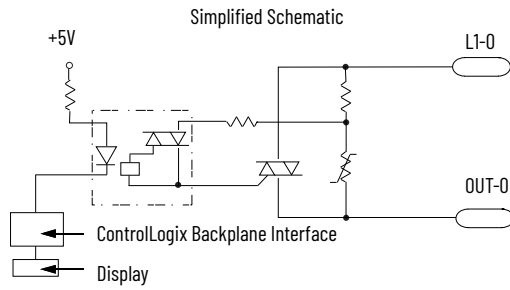 Simplified Schematic
+5V
L1-0
OUT-0
ControlLogix Backplane Interface
Display